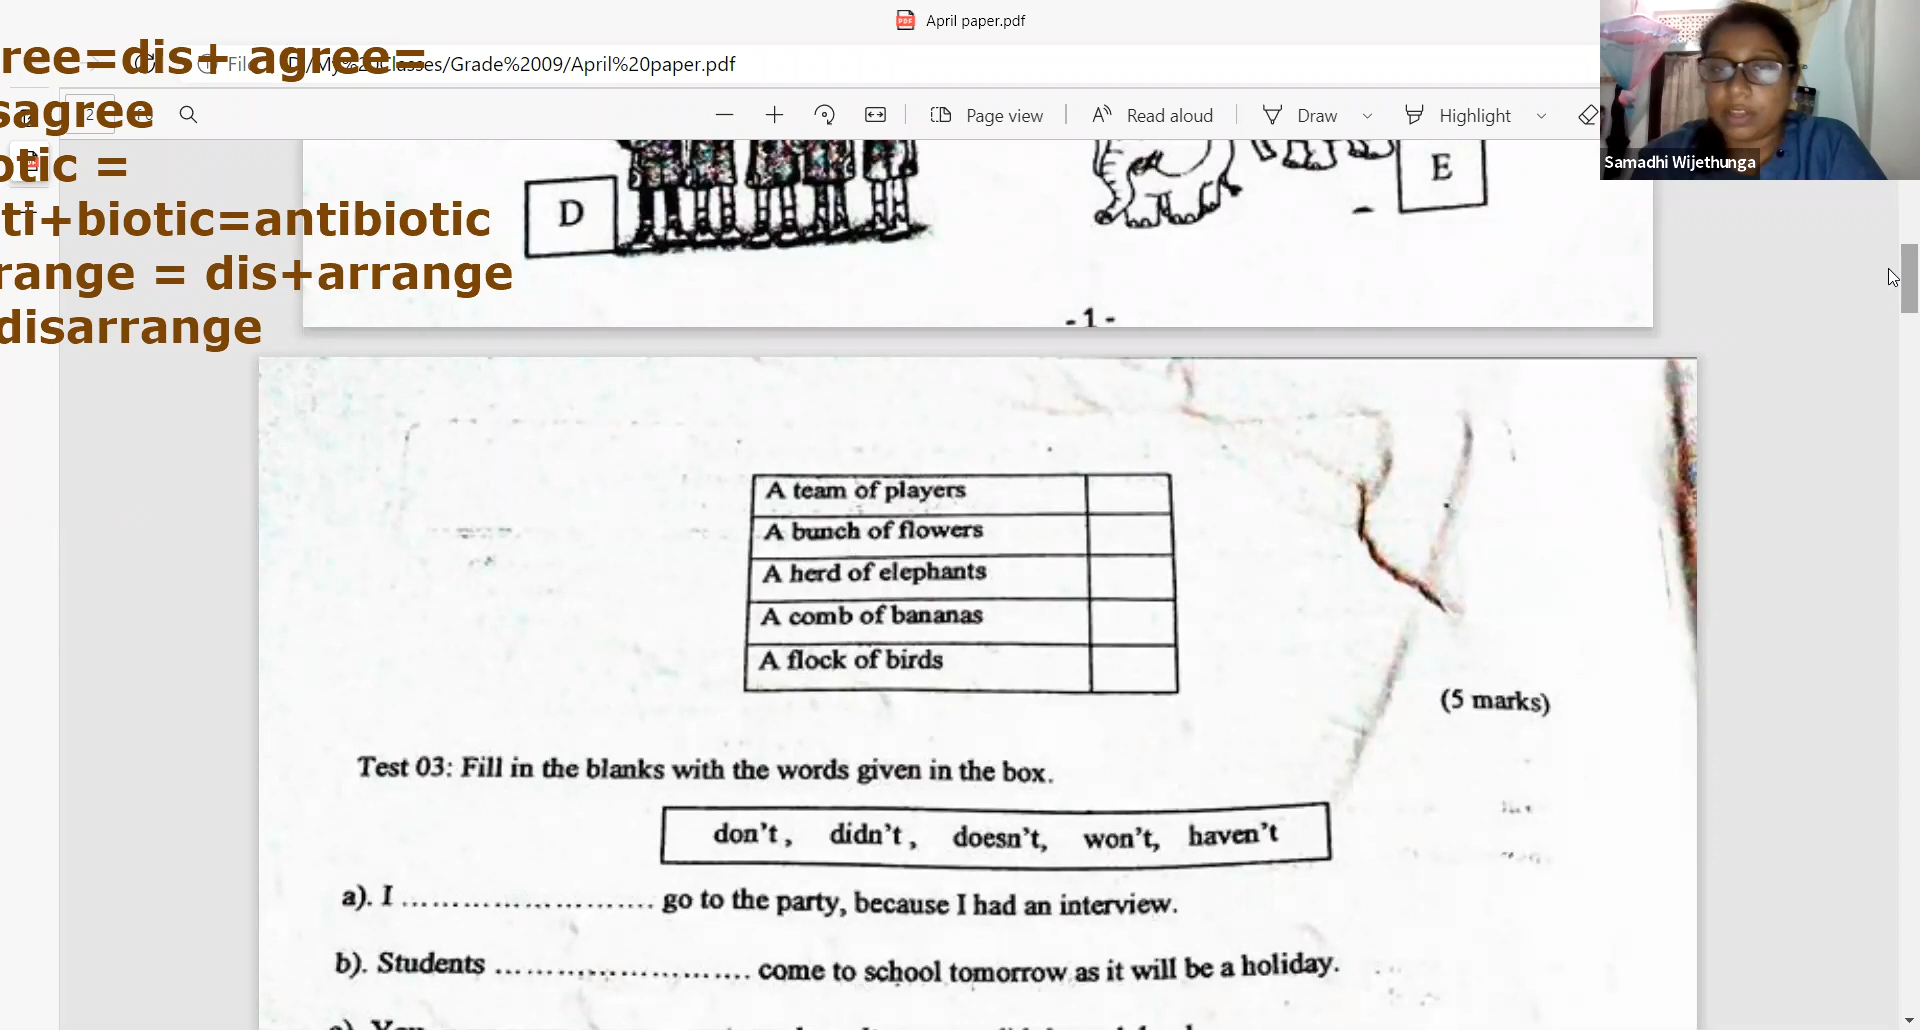 April paper.pdf
/My%20Classes/Grade%2009/April%20paper.pdf
ree=dis+ agree=
sagree
otic =
ti+biotic=antibiotic
range = dis+arrange
disarrange
2
Page view
Read aloud
Draw
Highlight
Samadhi Wijethunga
D
E
- 1 -
A team of players
A bunch of flowers
A herd of elephants
A comb of bananas
A flock of birds
(5 marks)
Test 03: Fill in the blanks with the words given in the box.
don't, didn't, doesn't, won't, haven't
a). I .......................... go to the party, because I had an interview.
b). Students .......................... come to school tomorrow as it will be a holiday.